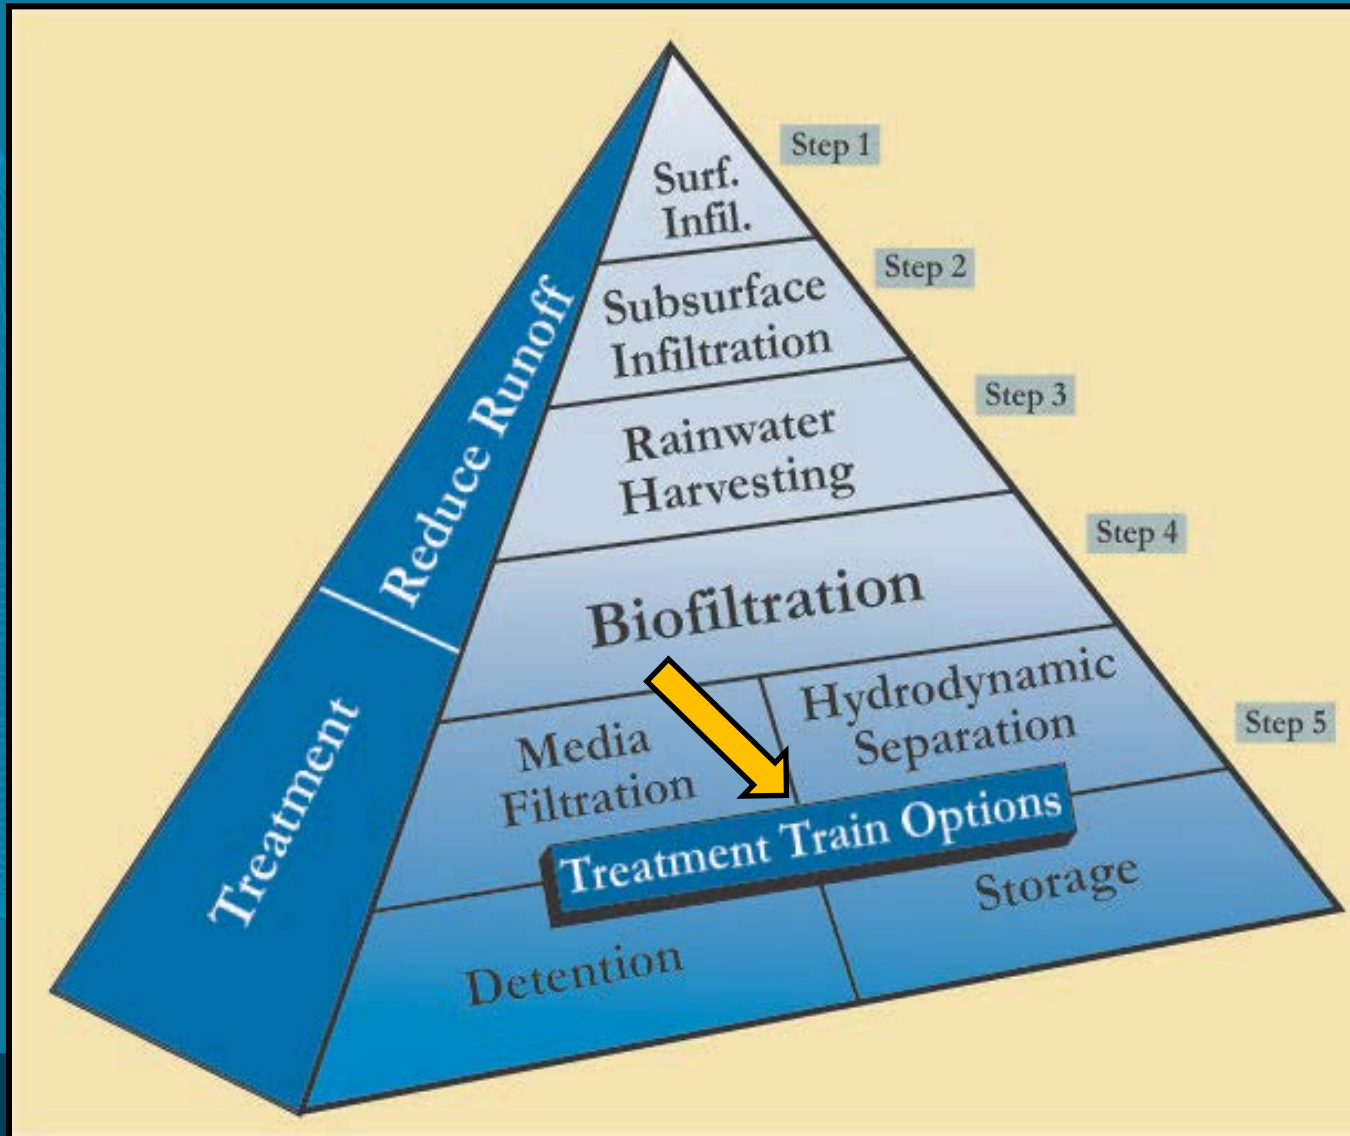 Step 1
Surf.
Infil.
Step 2
Subsurface
Infiltration
Step 3
Rainwater
Harvesting
Step 4
Biofiltration
Step 5
Media
Filtration
Hydrodynamic
Separation
Treatment Train Options
Detention
Storage
Reduce Runoff
Treatment